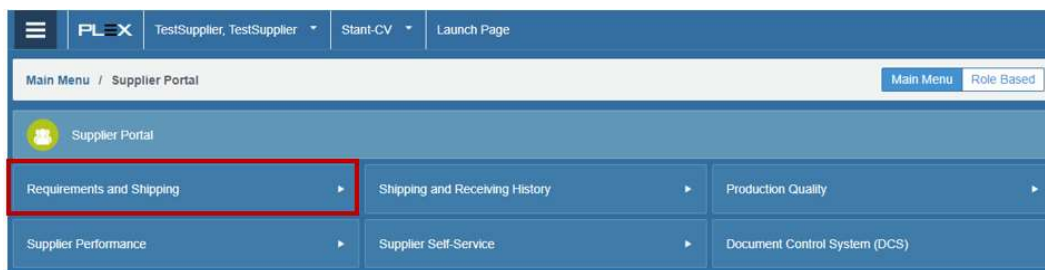 PLEX TestSupplier, TestSupplier Stant-CV Launch Page
Main Menu / Supplier Portal Main Menu Role Based
Supplier Portal
Requirements and Shipping Shipping and Receiving History Production Quality
Supplier Performance Supplier Self-Service Document Control System (DCS)